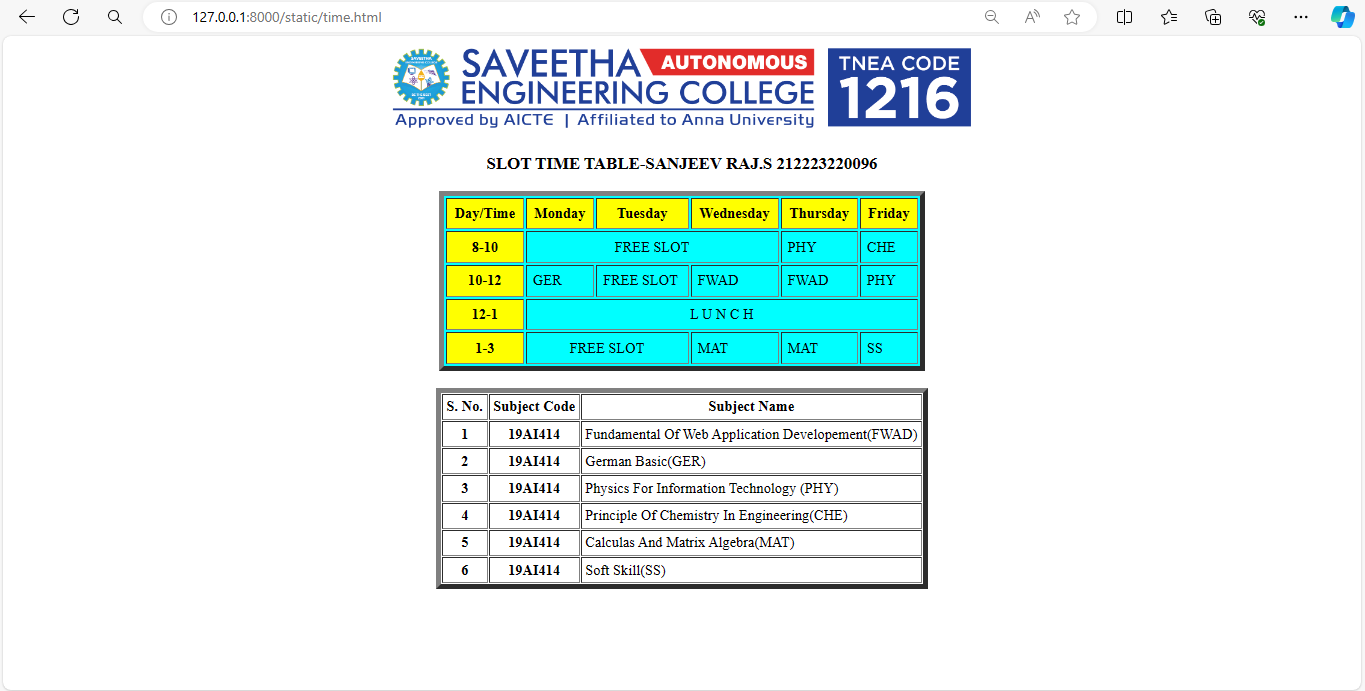 127.0.0.1:8000/static/time.html
SAVEETHA AUTONOMOUS
ENGINEERING COLLEGE
Approved by AICTE | Affiliated to Anna University
TNEA CODE
1216
SLOT TIME TABLE-SANJEEV RAJ.S 212223220096
Day/Time Monday Tuesday Wednesday Thursday Friday
8-10 FREE SLOT PHY CHE
10-12 GER FREE SLOT FWAD FWAD PHY
12-1 L U N C H
1-3 FREE SLOT MAT MAT SS
S. No. Subject Code Subject Name
1 19AI414 Fundamental Of Web Application Developement(FWAD)
2 19AI414 German Basic(GER)
3 19AI414 Physics For Information Technology (PHY)
4 19AI414 Principle Of Chemistry In Engineering(CHE)
5 19AI414 Calculas And Matrix Algebra(MAT)
6 19AI414 Soft Skill(SS)